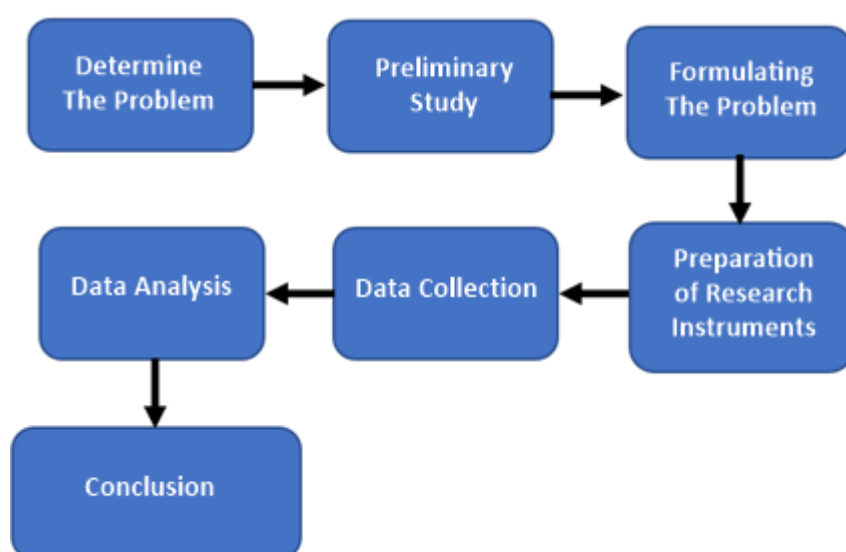 Determine
The Problem
Preliminary
Study
Formulating
The Problem
Preparation
of Research
Instruments
Data Collection
Data Analysis
Conclusion